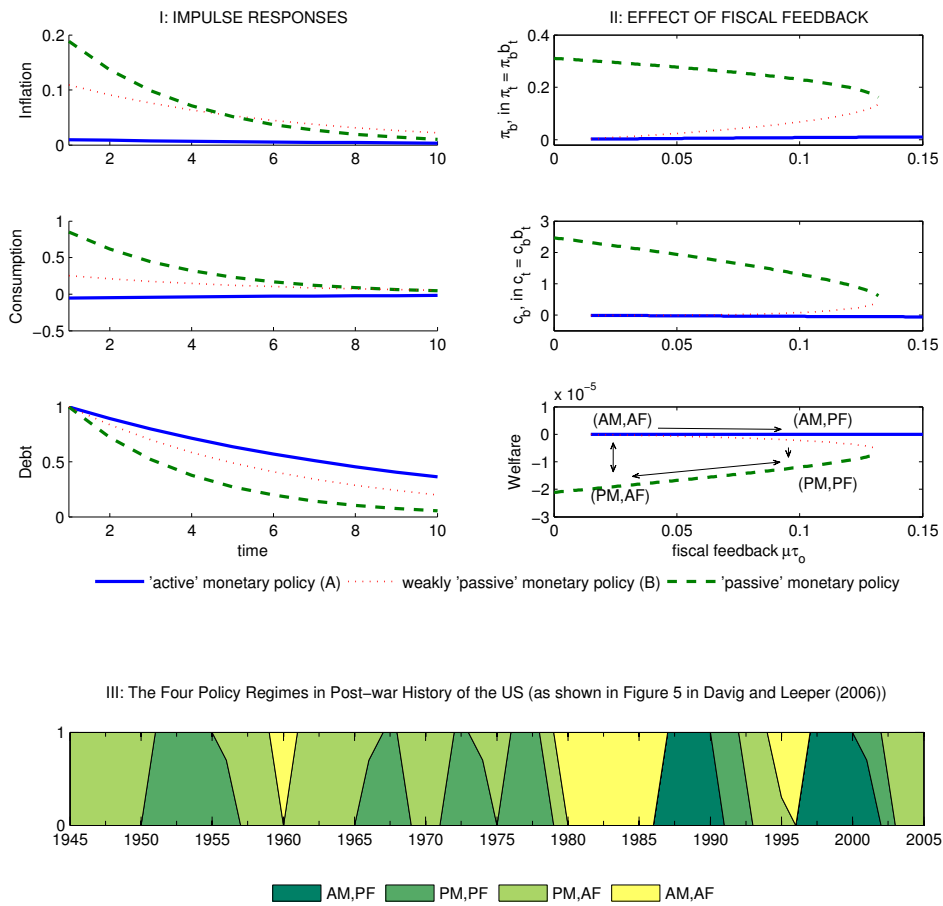 I: IMPULSE RESPONSES
Inflation
0.2
0.1
0
2 4 6 8 10
Consumption
1
0.5
0
−0.5
2 4 6 8 10
Debt
1
0.5
0
2 4 6 8 10
time
II: EFFECT OF FISCAL FEEDBACK
π_b, in π_t = π_b b_t
0.4
0.2
0
0 0.05 0.1 0.15
c_b, in c_t = c_b b_t
3
2
1
0
0 0.05 0.1 0.15
x 10^−5
Welfare
1
0
−1
−2
−3
(AM,AF) (AM,PF)
(PM,AF) (PM,PF)
0 0.05 0.1 0.15
fiscal feedback μτ_o
'active' monetary policy (A) weakly 'passive' monetary policy (B) 'passive' monetary policy
III: The Four Policy Regimes in Post-war History of the US (as shown in Figure 5 in Davig and Leeper (2006))
1
0
1945 1950 1955 1960 1965 1970 1975 1980 1985 1990 1995 2000 2005
AM,PF PM,PF PM,AF AM,AF